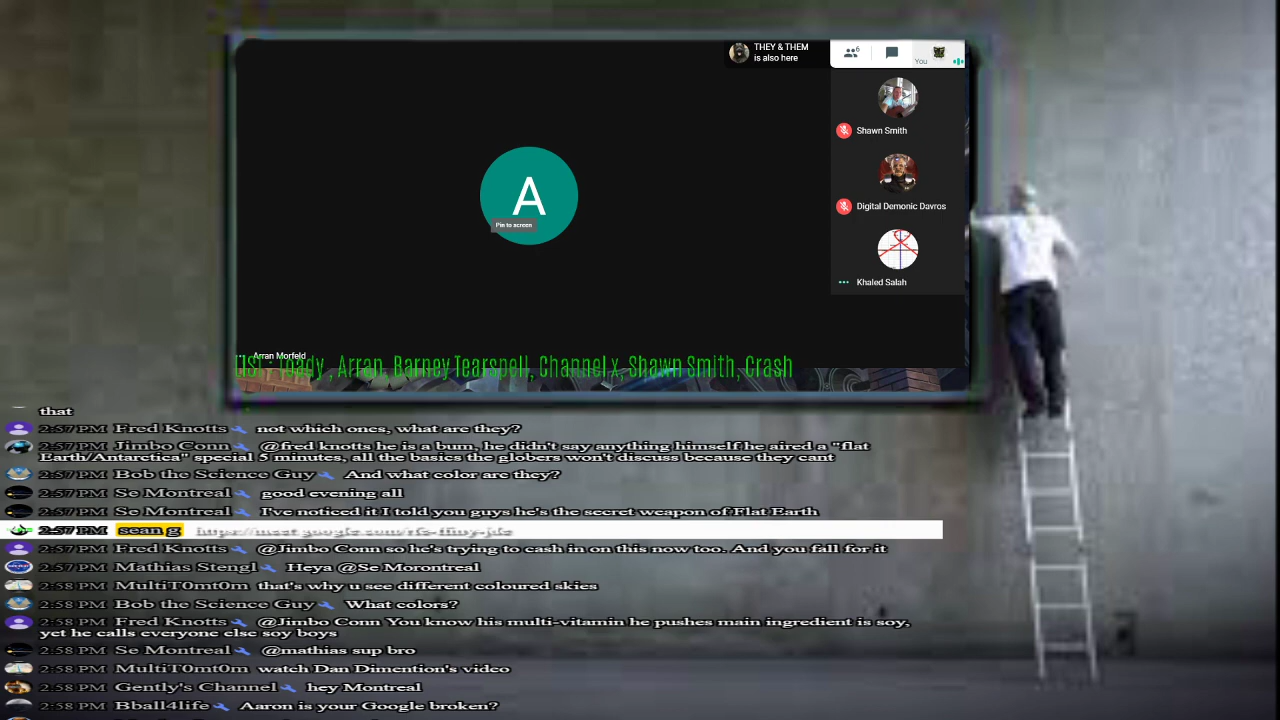 THEY & THEM
is also here
6
You
Shawn Smith
Digital Demonic Davros
Khaled Salah
A
Pin to screen
Arran Morfeld
Toady , Arran, Barney Tearspell, Channel x, Shawn Smith, Crash
that
2:57 PM Fred Knotts not which ones, what are they?
2:57 PM Jimbo Conn @fred knotts he is a bum, he didn't say anything himself he aired a "flat
Earth/Antarctica" special 5 minutes, all the basics the globers won't discuss because they cant
2:57 PM Bob the Science Guy And what color are they?
2:57 PM Se Montreal good evening all
2:57 PM Se Montreal I've noticed it I told you guys he's the secret weapon of Flat Earth
2:57 PM sean g
2:57 PM Fred Knotts @Jimbo Conn so he's trying to cash in on this now too. And you fall for it
2:57 PM Mathias Stengl Heya @Se Morontreal
2:58 PM MultiT0mt0m that's why u see different coloured skies
2:58 PM Bob the Science Guy What colors?
2:58 PM Fred Knotts @Jimbo Conn You know his multi-vitamin he pushes main ingredient is soy,
yet he calls everyone else soy boys
2:58 PM Se Montreal @mathias sup bro
2:58 PM MultiT0mt0m watch Dan Dimention's video
2:58 PM Gently's Channel hey Montreal
2:58 PM Bball4life Aaron is your Google broken?